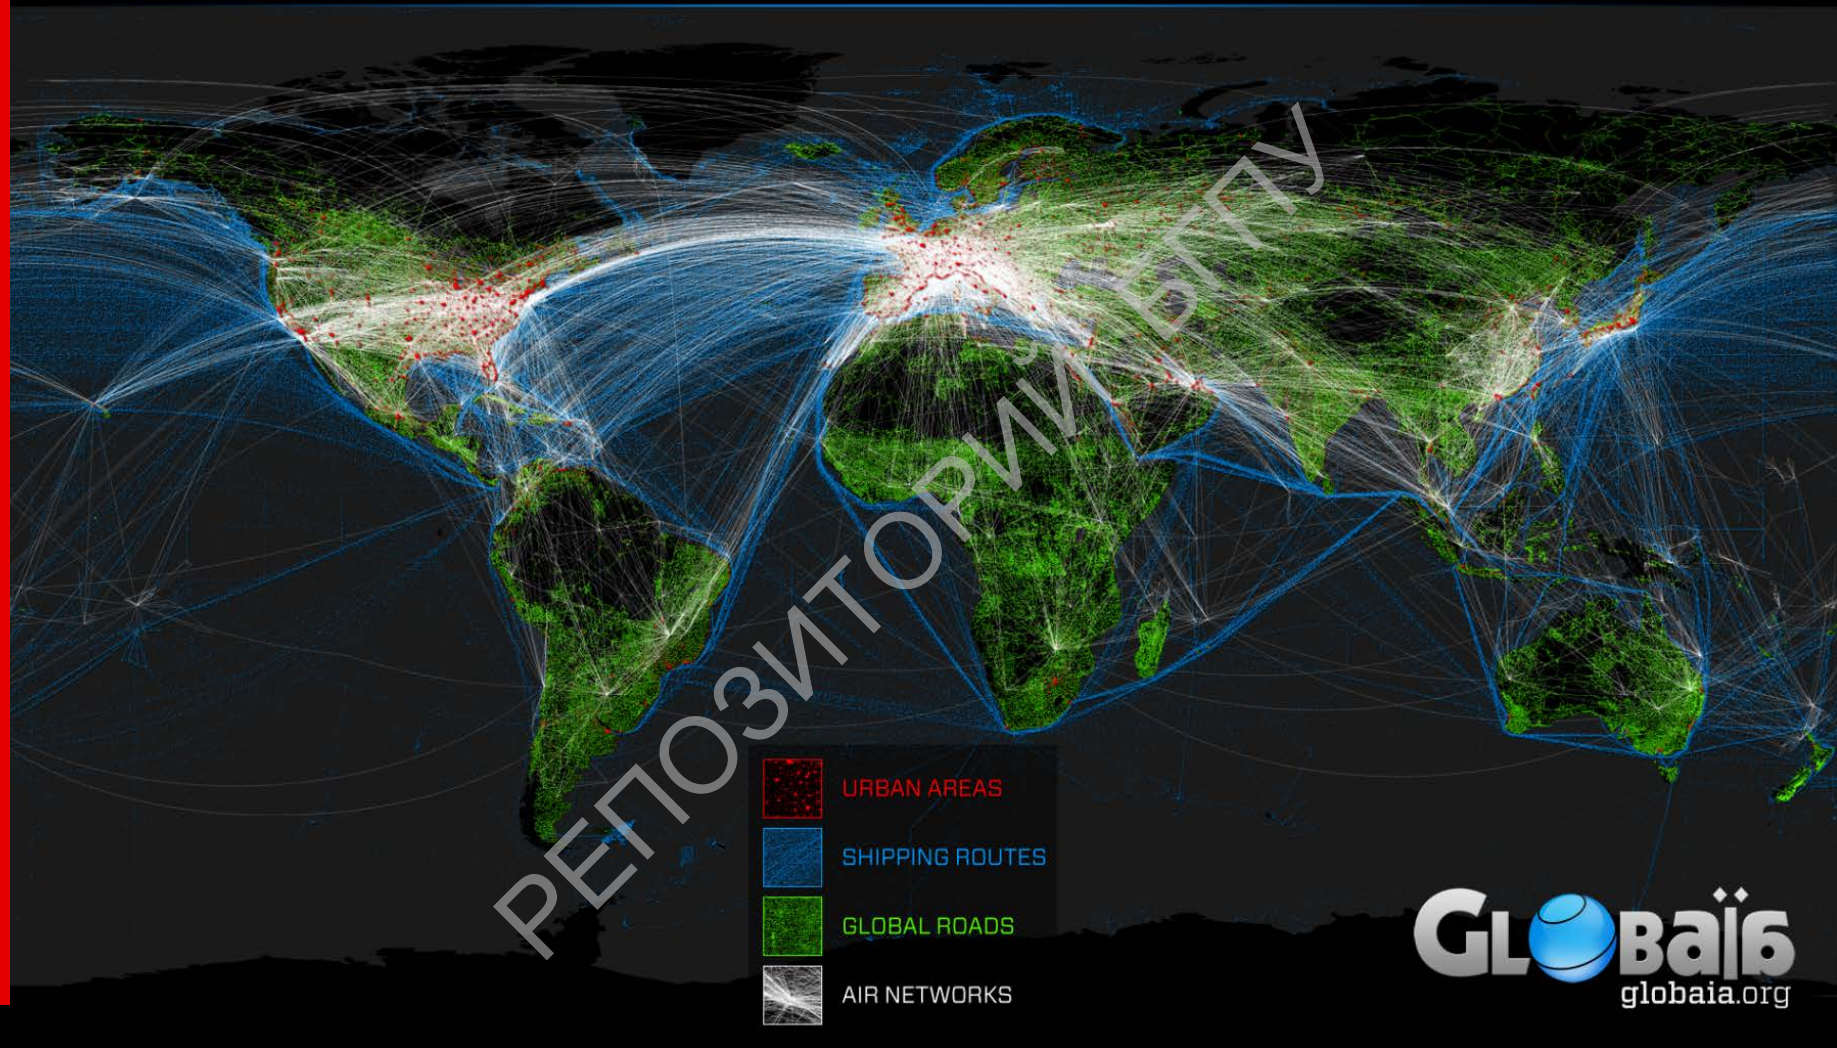 РЕПОЗИТОРИЙ БГПУ
URBAN AREAS
SHIPPING ROUTES
GLOBAL ROADS
AIR NETWORKS
GLOBAÏA
globaia.org